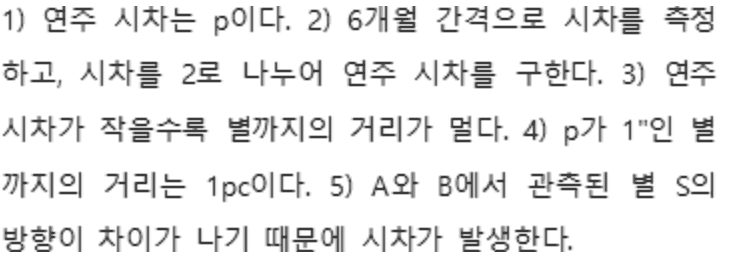 1) 연주 시차는 p이다. 2) 6개월 간격으로 시차를 측정
하고, 시차를 2로 나누어 연주 시차를 구한다. 3) 연주
시차가 작을수록 별까지의 거리가 멀다. 4) p가 1"인 별
까지의 거리는 1pc이다. 5) A와 B에서 관측된 별 S의
방향이 차이가 나기 때문에 시차가 발생한다.